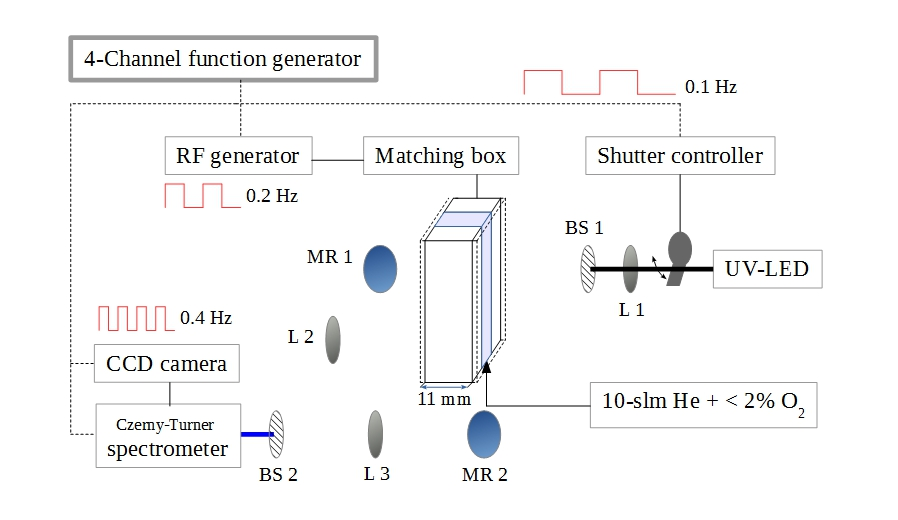 4-Channel function generator
0.1 Hz
RF generator
Matching box
Shutter controller
0.2 Hz
BS 1
MR 1
UV-LED
L 1
0.4 Hz
L 2
CCD camera
11 mm
10-slm He + < 2% O2
Czerny-Turner
spectrometer
BS 2
L 3
MR 2